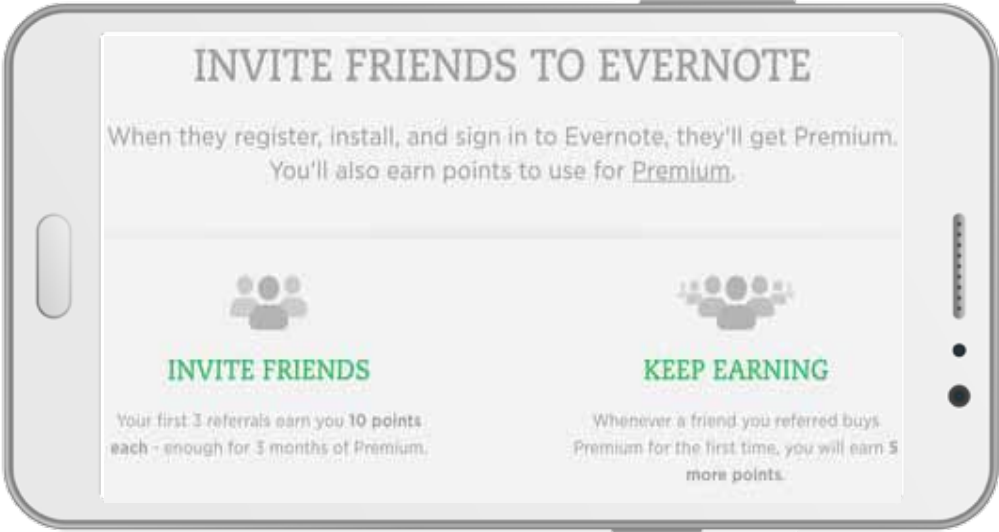 INVITE FRIENDS TO EVERNOTE
When they register, install, and sign in to Evernote, they'll get Premium.
You'll also earn points to use for Premium.
INVITE FRIENDS
Your first 3 referrals earn you 10 points
each - enough for 3 months of Premium.
KEEP EARNING
Whenever a friend you referred buys
Premium for the first time, you will earn 5
more points.